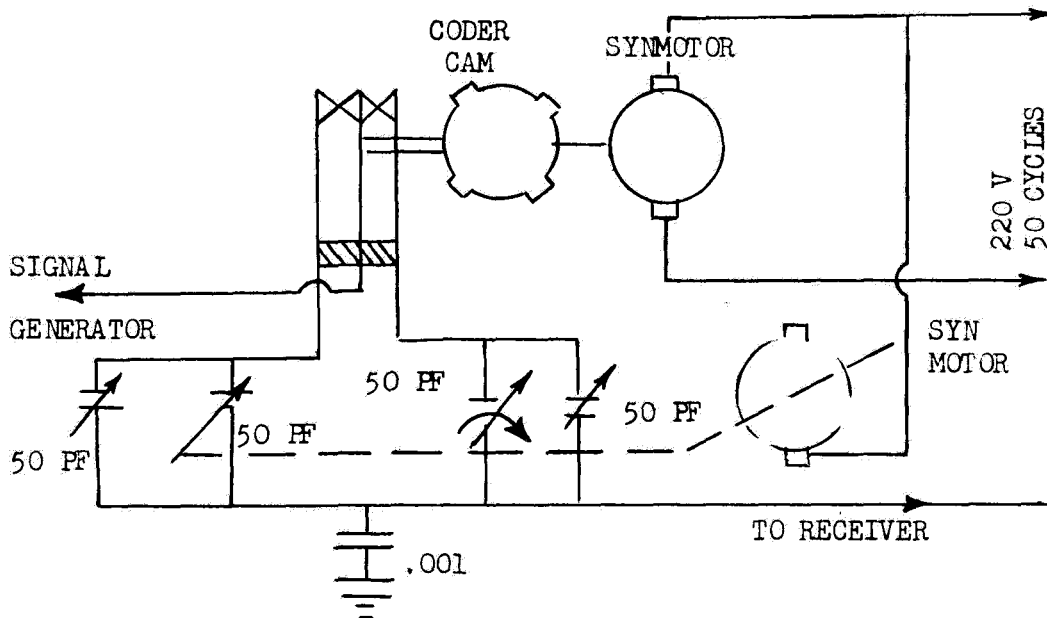 CODER
CAM
SYNMOTOR
220 V
50 CYCLES
SIGNAL
GENERATOR
SYN
MOTOR
50 PF
50 PF
50 PF
50 PF
TO RECEIVER
.001